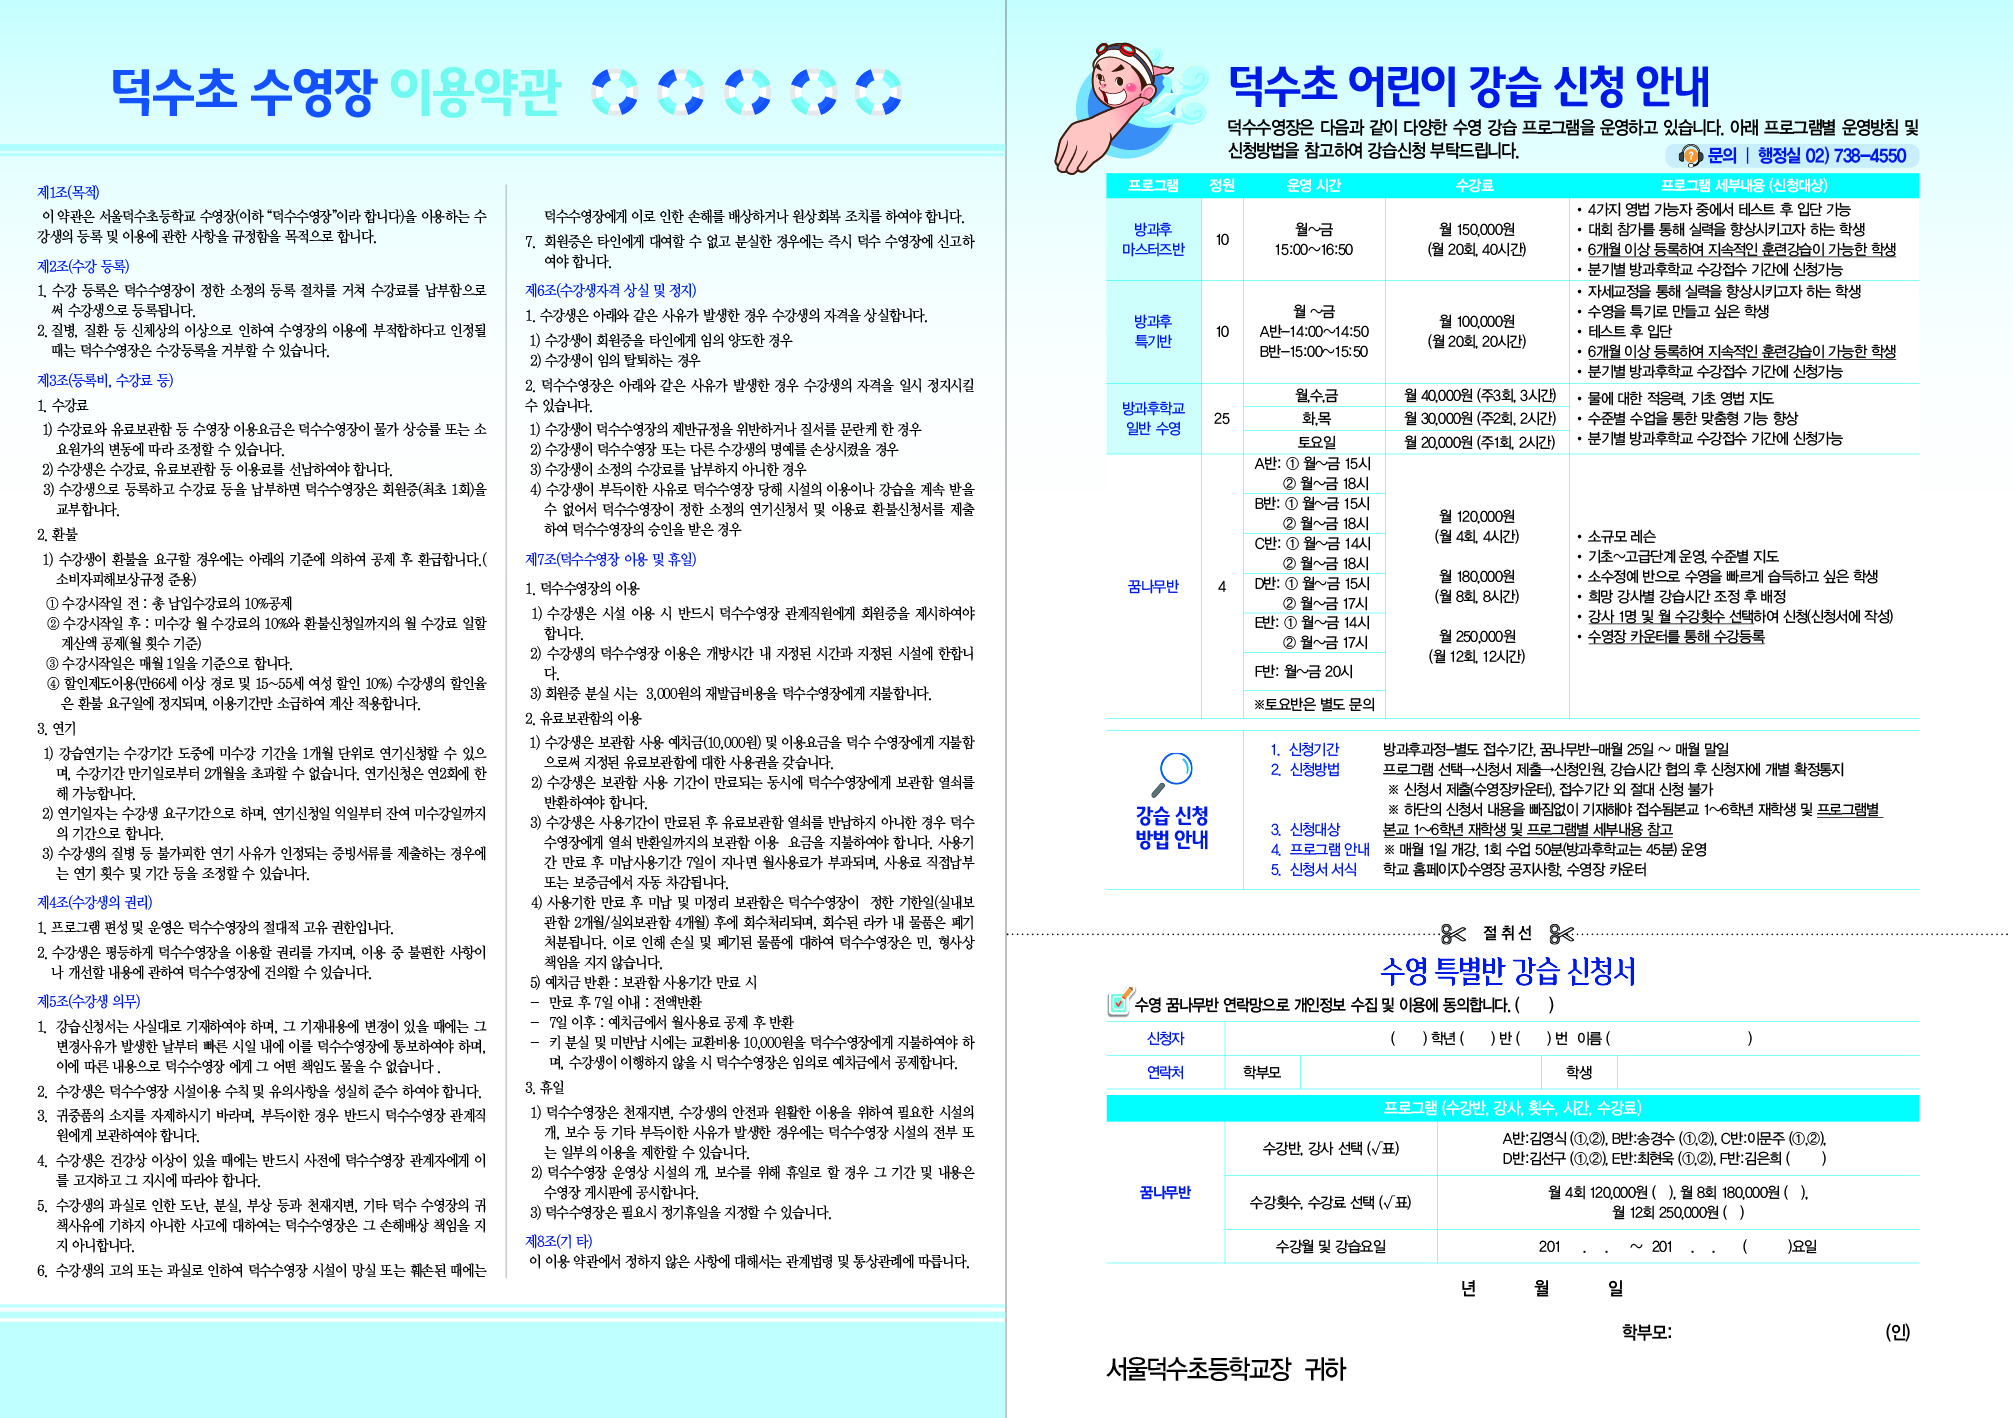 덕수초 수영장 이용약관
제1조(목적)
이 약관은 서울덕수초등학교 수영장(이하 “덕수수영장”이라 합니다)을 이용하는 수
강생의 등록 및 이용에 관한 사항을 규정함을 목적으로 합니다.
제2조(수강 등록)
1. 수강 등록은 덕수수영장이 정한 소정의 등록 절차를 거쳐 수강료를 납부함으로
써 수강생으로 등록됩니다.
2. 질병, 질환 등 신체상의 이상으로 인하여 수영장의 이용에 부적합하다고 인정될
때는 덕수수영장은 수강등록을 거부할 수 있습니다.
제3조(등록비, 수강료 등)
1. 수강료
1) 수강료와 유료보관함 등 수영장 이용요금은 덕수수영장이 물가 상승률 또는 소
요원가의 변동에 따라 조정할 수 있습니다.
2) 수강생은 수강료, 유료보관함 등 이용료를 선납하여야 합니다.
3) 수강생으로 등록하고 수강료 등을 납부하면 덕수수영장은 회원증(최초 1회)을
교부합니다.
2. 환불
1) 수강생이 환불을 요구할 경우에는 아래의 기준에 의하여 공제 후 환급합니다.(
소비자피해보상규정 준용)
① 수강시작일 전 : 총 납입수강료의 10%공제
② 수강시작일 후 : 미수강 월 수강료의 10%와 환불신청일까지의 월 수강료 일할
계산액 공제(월 횟수 기준)
③ 수강시작일은 매월 1일을 기준으로 합니다.
④ 할인제도이용(만66세 이상 경로 및 15~55세 여성 할인 10%) 수강생의 할인율
은 환불 요구일에 정지되며, 이용기간만 소급하여 계산 적용합니다.
3. 연기
1) 강습연기는 수강기간 도중에 미수강 기간을 1개월 단위로 연기신청할 수 있으
며, 수강기간 만기일로부터 2개월을 초과할 수 없습니다. 연기신청은 연2회에 한
해 가능합니다.
2) 연기일자는 수강생 요구기간으로 하며, 연기신청일 익일부터 잔여 미수강일까지
의 기간으로 합니다.
3) 수강생의 질병 등 불가피한 연기 사유가 인정되는 증빙서류를 제출하는 경우에
는 연기 횟수 및 기간 등을 조정할 수 있습니다.
제4조(수강생의 권리)
1. 프로그램 편성 및 운영은 덕수수영장의 절대적 고유 권한입니다.
2. 수강생은 평등하게 덕수수영장을 이용할 권리를 가지며, 이용 중 불편한 사항이
나 개선할 내용에 관하여 덕수수영장에 건의할 수 있습니다.
제5조(수강생 의무)
1. 강습신청서는 사실대로 기재하여야 하며, 그 기재내용에 변경이 있을 때에는 그
변경사유가 발생한 날부터 빠른 시일 내에 이를 덕수수영장에 통보하여야 하며,
이에 따른 내용으로 덕수수영장 에게 그 어떤 책임도 물을 수 없습니다 .
2. 수강생은 덕수수영장 시설이용 수칙 및 유의사항을 성실히 준수 하여야 합니다.
3. 귀중품의 소지를 자제하시기 바라며, 부득이한 경우 반드시 덕수수영장 관계직
원에게 보관하여야 합니다.
4. 수강생은 건강상 이상이 있을 때에는 반드시 사전에 덕수수영장 관계자에게 이
를 고지하고 그 지시에 따라야 합니다.
5. 수강생의 과실로 인한 도난, 분실, 부상 등과 천재지변, 기타 덕수 수영장의 귀
책사유에 기하지 아니한 사고에 대하여는 덕수수영장은 그 손해배상 책임을 지
지 아니합니다.
6. 수강생의 고의 또는 과실로 인하여 덕수수영장 시설이 망실 또는 훼손된 때에는
덕수수영장에게 이로 인한 손해를 배상하거나 원상회복 조치를 하여야 합니다.
7. 회원증은 타인에게 대여할 수 없고 분실한 경우에는 즉시 덕수 수영장에 신고하
여야 합니다.
제6조(수강생자격 상실 및 정지)
1. 수강생은 아래와 같은 사유가 발생한 경우 수강생의 자격을 상실합니다.
1) 수강생이 회원증을 타인에게 임의 양도한 경우
2) 수강생이 임의 탈퇴하는 경우
2. 덕수수영장은 아래와 같은 사유가 발생한 경우 수강생의 자격을 일시 정지시킬
수 있습니다.
1) 수강생이 덕수수영장의 제반규정을 위반하거나 질서를 문란케 한 경우
2) 수강생이 덕수수영장 또는 다른 수강생의 명예를 손상시켰을 경우
3) 수강생이 소정의 수강료를 납부하지 아니한 경우
4) 수강생이 부득이한 사유로 덕수수영장 당해 시설의 이용이나 강습을 계속 받을
수 없어서 덕수수영장이 정한 소정의 연기신청서 및 이용료 환불신청서를 제출
하여 덕수수영장의 승인을 받은 경우
제7조(덕수수영장 이용 및 휴일)
1. 덕수수영장의 이용
1) 수강생은 시설 이용 시 반드시 덕수수영장 관계직원에게 회원증을 제시하여야
합니다.
2) 수강생의 덕수수영장 이용은 개방시간 내 지정된 시간과 지정된 시설에 한합니
다.
3) 회원증 분실 시는 3,000원의 재발급비용을 덕수수영장에게 지불합니다.
2. 유료보관함의 이용
1) 수강생은 보관함 사용 예치금(10,000원) 및 이용요금을 덕수 수영장에게 지불함
으로써 지정된 유료보관함에 대한 사용권을 갖습니다.
2) 수강생은 보관함 사용 기간이 만료되는 동시에 덕수수영장에게 보관함 열쇠를
반환하여야 합니다.
3) 수강생은 사용기간이 만료된 후 유료보관함 열쇠를 반납하지 아니한 경우 덕수
수영장에게 열쇠 반환일까지의 보관함 이용 요금을 지불하여야 합니다. 사용기
간 만료 후 미납사용기간 7일이 지나면 월사용료가 부과되며, 사용료 직접납부
또는 보증금에서 자동 차감됩니다.
4) 사용기한 만료 후 미납 및 미정리 보관함은 덕수수영장이 정한 기한일(실내보
관함 2개월/실외보관함 4개월) 후에 회수처리되며, 회수된 라카 내 물품은 폐기
처분됩니다. 이로 인해 손실 및 폐기된 물품에 대하여 덕수수영장은 민, 형사상
책임을 지지 않습니다.
5) 예치금 반환 : 보관함 사용기간 만료 시
- 만료 후 7일 이내 : 전액반환
- 7일 이후 : 예치금에서 월사용료 공제 후 반환
- 키 분실 및 미반납 시에는 교환비용 10,000원을 덕수수영장에게 지불하여야 하
며, 수강생이 이행하지 않을 시 덕수수영장은 임의로 예치금에서 공제합니다.
3. 휴일
1) 덕수수영장은 천재지변, 수강생의 안전과 원활한 이용을 위하여 필요한 시설의
개, 보수 등 기타 부득이한 사유가 발생한 경우에는 덕수수영장 시설의 전부 또
는 일부의 이용을 제한할 수 있습니다.
2) 덕수수영장 운영상 시설의 개, 보수를 위해 휴일로 할 경우 그 기간 및 내용은
수영장 게시판에 공시합니다.
3) 덕수수영장은 필요시 정기휴일을 지정할 수 있습니다.
제8조(기 타)
이 이용 약관에서 정하지 않은 사항에 대해서는 관계법령 및 통상관례에 따릅니다.
덕수초 어린이 강습 신청 안내
덕수수영장은 다음과 같이 다양한 수영 강습 프로그램을 운영하고 있습니다. 아래 프로그램별 운영방침 및
신청방법을 참고하여 강습신청 부탁드립니다.
문의 | 행정실 02) 738-4550
프로그램 정원 운영 시간 수강료 프로그램 세부내용 (신청대상)
방과후
마스터즈반
10
월~금
15:00~16:50
월 150,000원
(월 20회, 40시간)
• 4가지 영법 가능자 중에서 테스트 후 입단 가능
• 대회 참가를 통해 실력을 향상시키고자 하는 학생
• 6개월 이상 등록하여 지속적인 훈련강습이 가능한 학생
• 분기별 방과후학교 수강접수 기간에 신청가능
방과후
특기반
10
월 ~금
A반-14:00~14:50
B반-15:00~15:50
월 100,000원
(월 20회, 20시간)
• 자세교정을 통해 실력을 향상시키고자 하는 학생
• 수영을 특기로 만들고 싶은 학생
• 테스트 후 입단
• 6개월 이상 등록하여 지속적인 훈련강습이 가능한 학생
• 분기별 방과후학교 수강접수 기간에 신청가능
방과후학교
일반 수영
25
월,수,금 월 40,000원 (주3회, 3시간)
화,목 월 30,000원 (주2회, 2시간)
토요일 월 20,000원 (주1회, 2시간)
• 물에 대한 적응력, 기초 영법 지도
• 수준별 수업을 통한 맞춤형 기능 향상
• 분기별 방과후학교 수강접수 기간에 신청가능
꿈나무반
4
A반: ① 월~금 15시
② 월~금 18시
B반: ① 월~금 15시
② 월~금 18시
C반: ① 월~금 14시
② 월~금 18시
D반: ① 월~금 15시
② 월~금 17시
E반: ① 월~금 14시
② 월~금 17시
F반: 월~금 20시
※토요반은 별도 문의
월 120,000원
(월 4회, 4시간)
월 180,000원
(월 8회, 8시간)
월 250,000원
(월 12회, 12시간)
• 소규모 레슨
• 기초~고급단계 운영, 수준별 지도
• 소수정예 반으로 수영을 빠르게 습득하고 싶은 학생
• 희망 강사별 강습시간 조정 후 배정
• 강사 1명 및 월 수강횟수 선택하여 신청(신청서에 작성)
• 수영장 카운터를 통해 수강등록
강습 신청
방법 안내
1. 신청기간 방과후과정-별도 접수기간, 꿈나무반-매월 25일 ~ 매월 말일
2. 신청방법 프로그램 선택→신청서 제출→신청인원, 강습시간 협의 후 신청자에 개별 확정통지
※ 신청서 제출(수영장카운터), 접수기간 외 절대 신청 불가
※ 하단의 신청서 내용을 빠짐없이 기재해야 접수됨본교 1~6학년 재학생 및 프로그램별
3. 신청대상 본교 1~6학년 재학생 및 프로그램별 세부내용 참고
4. 프로그램 안내 ※ 매월 1일 개강, 1회 수업 50분(방과후학교는 45분) 운영
5. 신청서 서식 학교 홈페이지>수영장 공지사항, 수영장 카운터
절 취 선
수영 특별반 강습 신청서
수영 꿈나무반 연락망으로 개인정보 수집 및 이용에 동의합니다. ( )
신청자 ( ) 학년 ( ) 반 ( ) 번 이름 ( )
연락처 학부모 학생
프로그램 (수강반, 강사, 횟수, 시간, 수강료)
꿈나무반
수강반, 강사 선택 (√표)
A반:김영식 (①,②), B반:송경수 (①,②), C반:이문주 (①,②),
D반:김선구 (①,②), E반:최현욱 (①,②), F반:김은희 ( )
수강횟수, 수강료 선택 (√표)
월 4회 120,000원 ( ), 월 8회 180,000원 ( ),
월 12회 250,000원 ( )
수강월 및 강습요일 201 . . ~ 201 . . ( )요일
년 월 일
학부모: (인)
서울덕수초등학교장 귀하